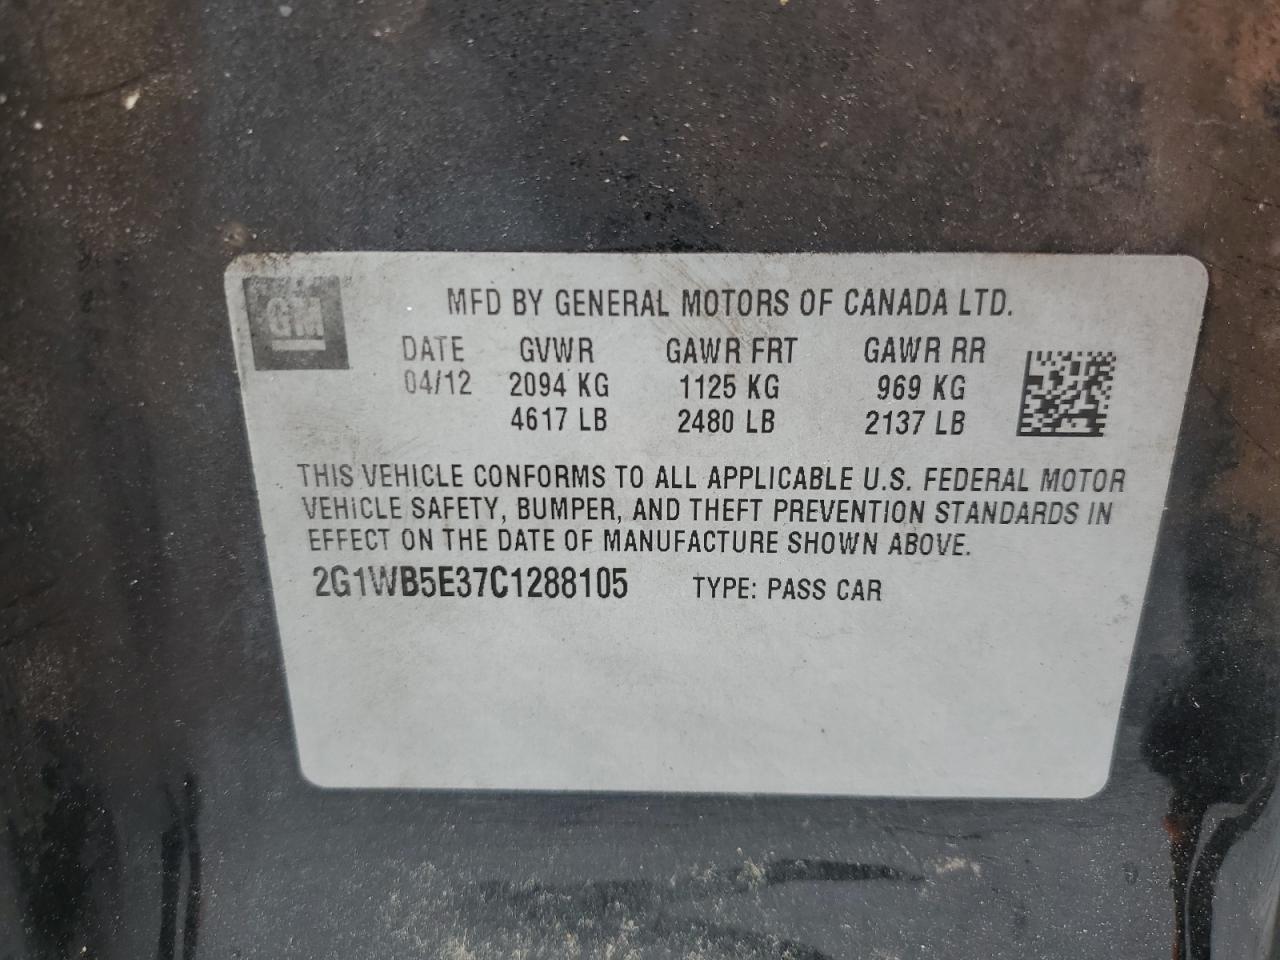 GM
MFD BY GENERAL MOTORS OF CANADA LTD.
DATE GVWR GAWR FRT GAWR RR
04/12 2094 KG 1125 KG 969 KG
4617 LB 2480 LB 2137 LB
THIS VEHICLE CONFORMS TO ALL APPLICABLE U.S. FEDERAL MOTOR
VEHICLE SAFETY, BUMPER, AND THEFT PREVENTION STANDARDS IN
EFFECT ON THE DATE OF MANUFACTURE SHOWN ABOVE.
2G1WB5E37C1288105 TYPE: PASS CAR